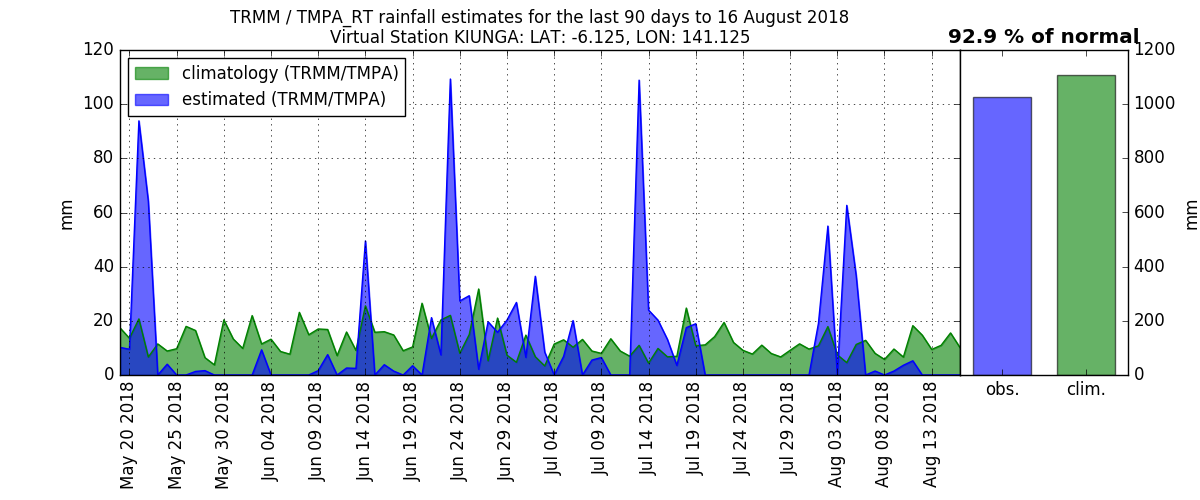 TRMM / TMPA_RT rainfall estimates for the last 90 days to 16 August 2018
Virtual Station KIUNGA: LAT: -6.125, LON: 141.125
92.9 % of normal
climatology (TRMM/TMPA)
estimated (TRMM/TMPA)
120
100
80
60
40
20
0
mm
1200
1000
800
600
400
200
0
mm
May 20 2018
May 25 2018
May 30 2018
Jun 04 2018
Jun 09 2018
Jun 14 2018
Jun 19 2018
Jun 24 2018
Jun 29 2018
Jul 04 2018
Jul 09 2018
Jul 14 2018
Jul 19 2018
Jul 24 2018
Jul 29 2018
Aug 03 2018
Aug 08 2018
Aug 13 2018
obs.
clim.